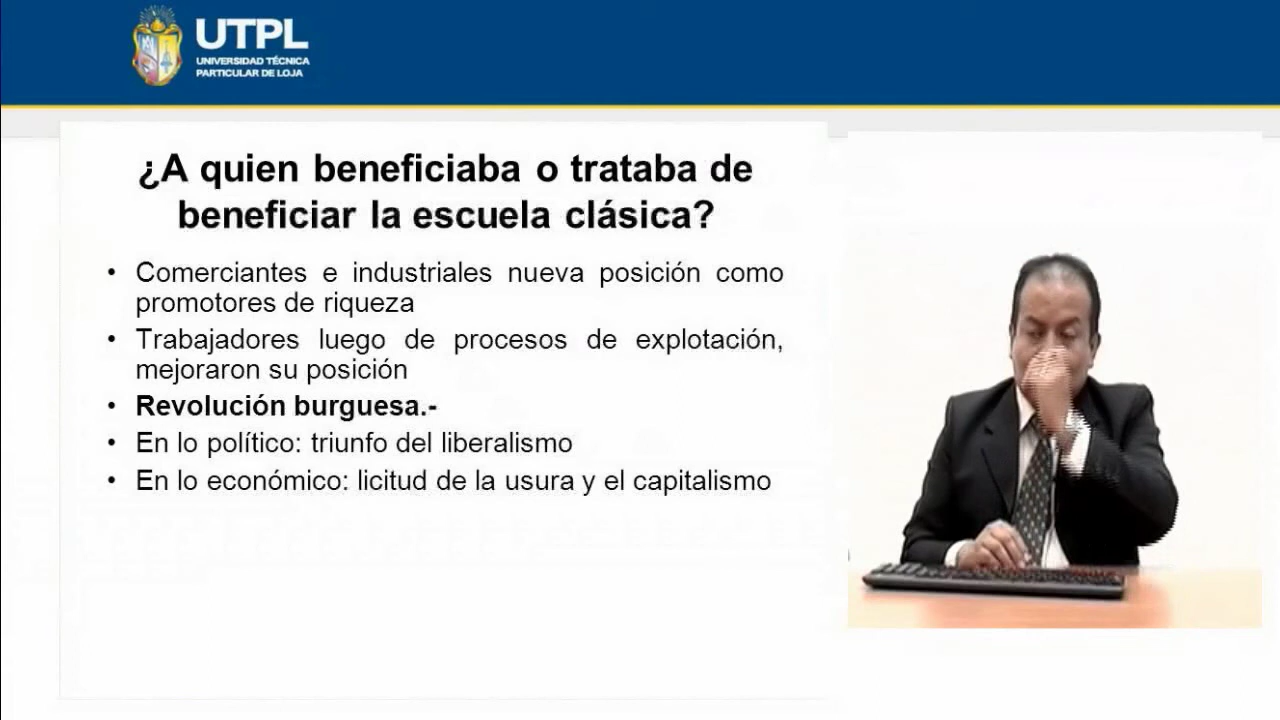 UTPL
UNIVERSIDAD TÉCNICA
PARTICULAR DE LOJA
¿A quien beneficiaba o trataba de
beneficiar la escuela clásica?
• Comerciantes e industriales nueva posición como
promotores de riqueza
• Trabajadores luego de procesos de explotación,
mejoraron su posición
• Revolución burguesa.-
• En lo político: triunfo del liberalismo
• En lo económico: licitud de la usura y el capitalismo